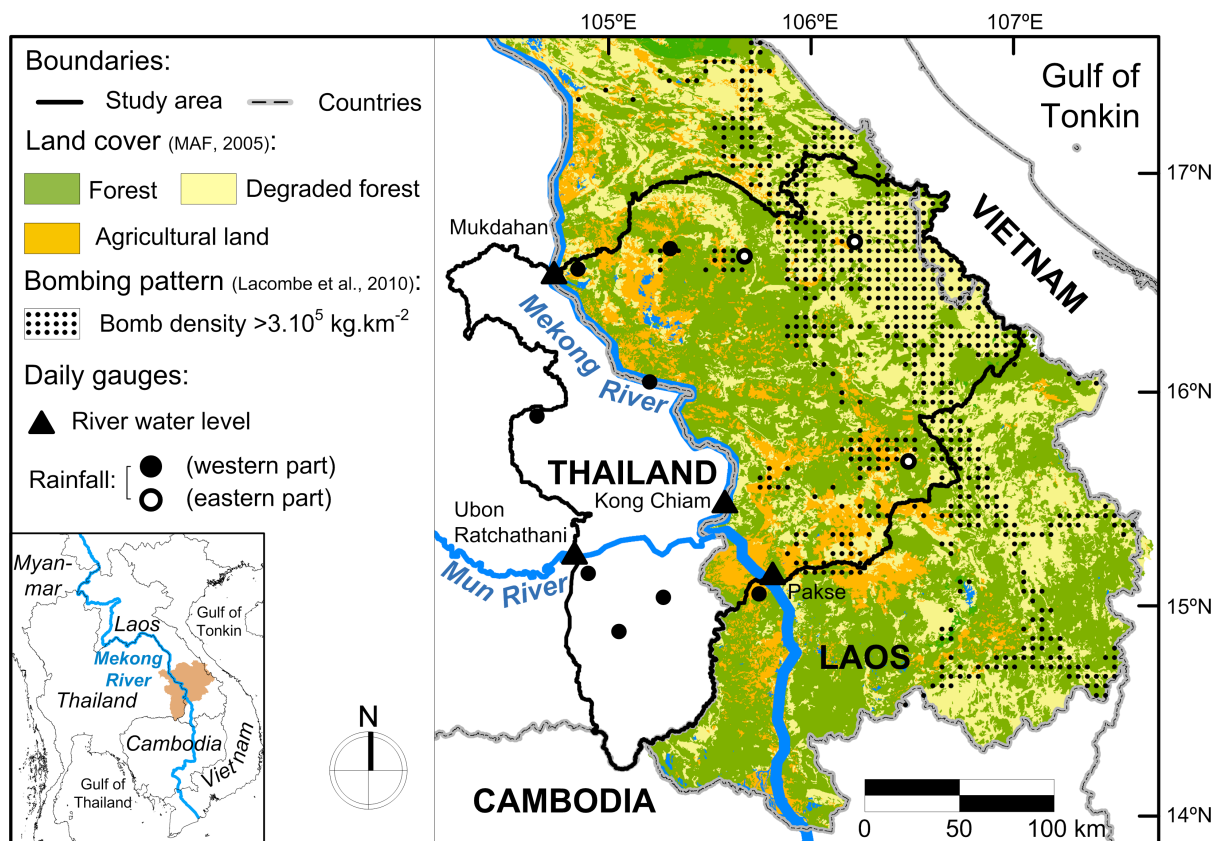 105ºE
106ºE
107ºE
Boundaries:
Study area
Countries
Land cover (MAF, 2005):
Forest
Degraded forest
Agricultural land
Bombing pattern (Lacombe et al., 2010):
Bomb density >3.10⁵ kg.km⁻²
Daily gauges:
River water level
Rainfall:
(western part)
(eastern part)
Gulf of
Tonkin
17ºN
16ºN
15ºN
14ºN
VIETNAM
Mukdahan
Mekong River
THAILAND
Kong Chiam
Ubon
Ratchathani
Mun River
Pakse
LAOS
CAMBODIA
N
0
50
100 km
Myan-
mar
Laos
Gulf of
Tonkin
Mekong
River
Thailand
Cambodia
Vietnam
Gulf of
Thailand